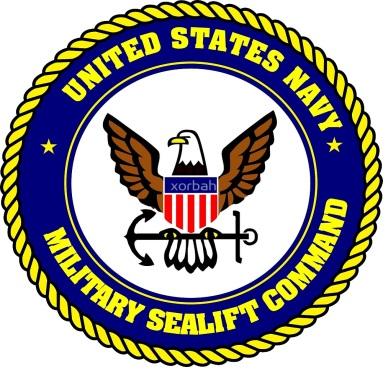 UNITED STATES NAVY
xorbah
MILITARY SEALIFT COMMAND